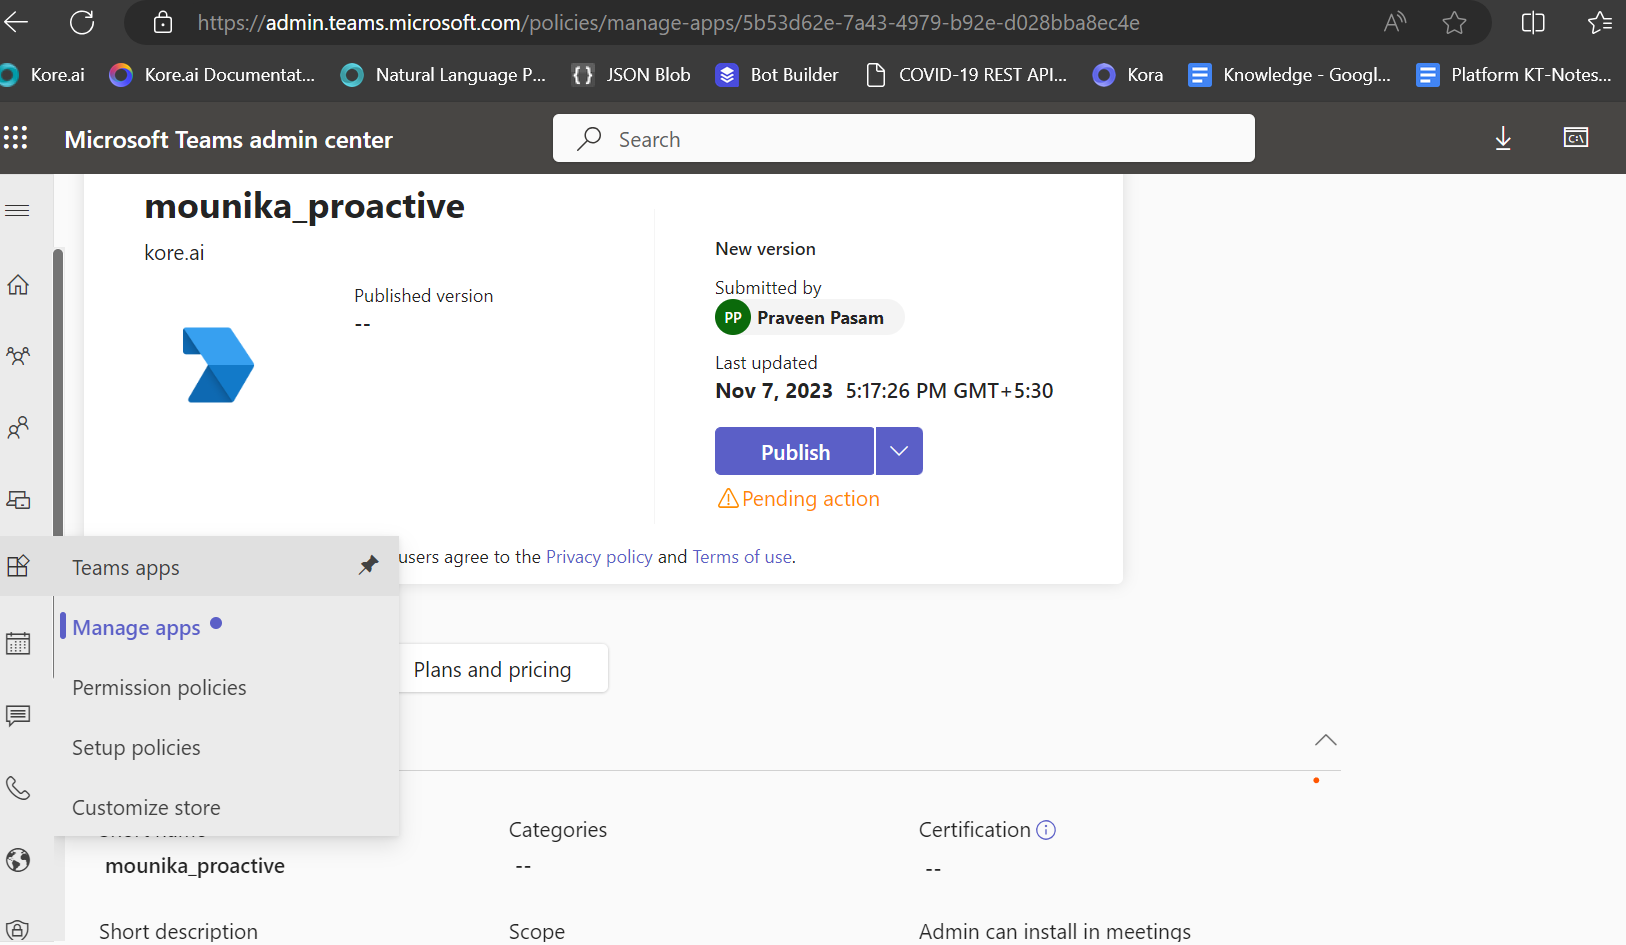 https://admin.teams.microsoft.com/policies/manage-apps/5b53d62e-7a43-4979-b92e-d028bba8ec4e
Kore.ai Kore.ai Documentat... Natural Language P... JSON Blob Bot Builder COVID-19 REST API... Kora Knowledge - Googl... Platform KT-Notes...
Microsoft Teams admin center Search
mounika_proactive
kore.ai
Published version
--
New version
Submitted by
PP Praveen Pasam
Last updated
Nov 7, 2023 5:17:26 PM GMT+5:30
Publish
Pending action
users agree to the Privacy policy and Terms of use.
Teams apps
Manage apps
Permission policies
Setup policies
Customize store
Plans and pricing
Short name
mounika_proactive
Categories
--
Certification
--
Short description
Scope
Admin can install in meetings